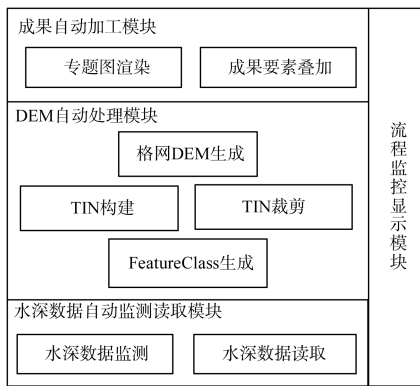 成果自动加工模块
专题图渲染
成果要素叠加
DEM自动处理模块
格网DEM生成
TIN构建
TIN裁剪
FeatureClass生成
水深数据自动监测读取模块
水深数据监测
水深数据读取
流程监控显示模块